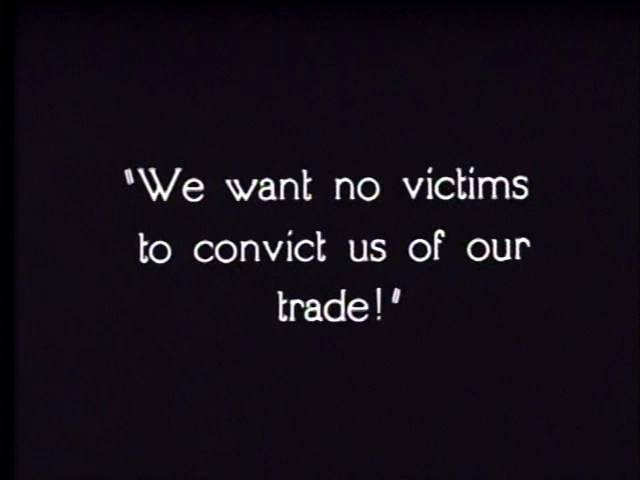 "We want no victims
to convict us of our
trade!"